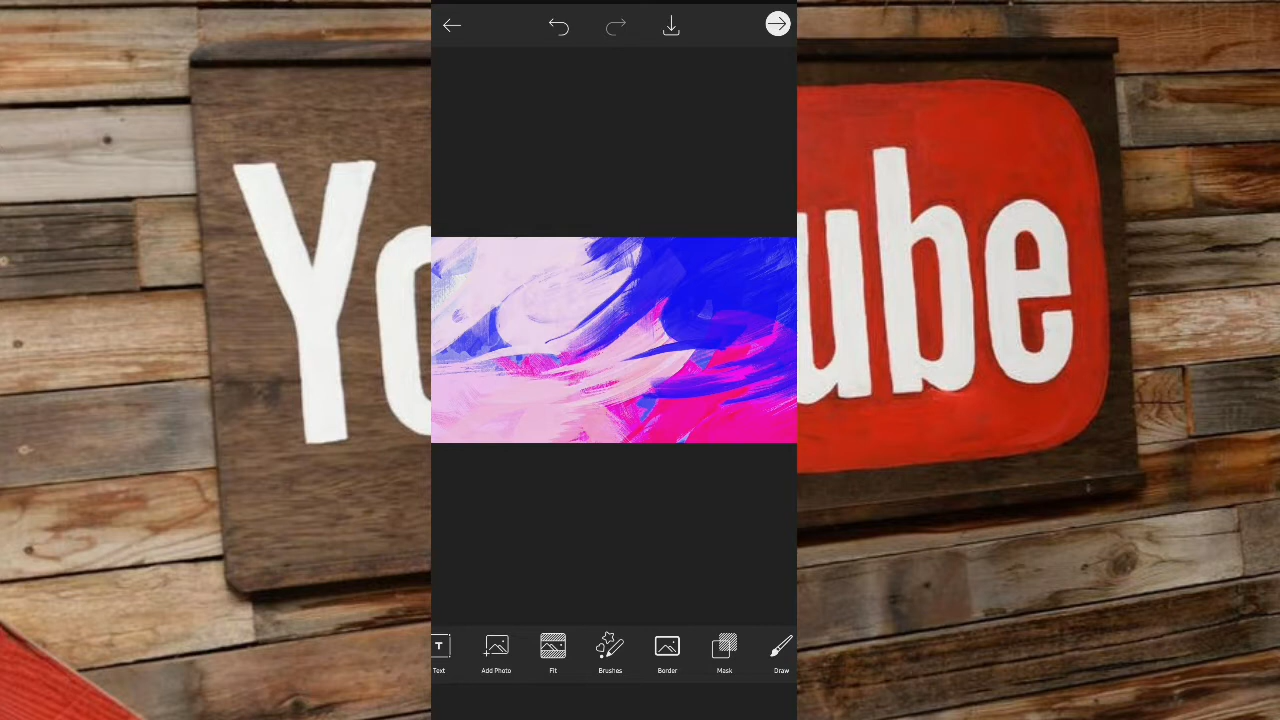 Yo
ube
T
Text
Add Photo
Fit
Brushes
Border
Mask
Draw